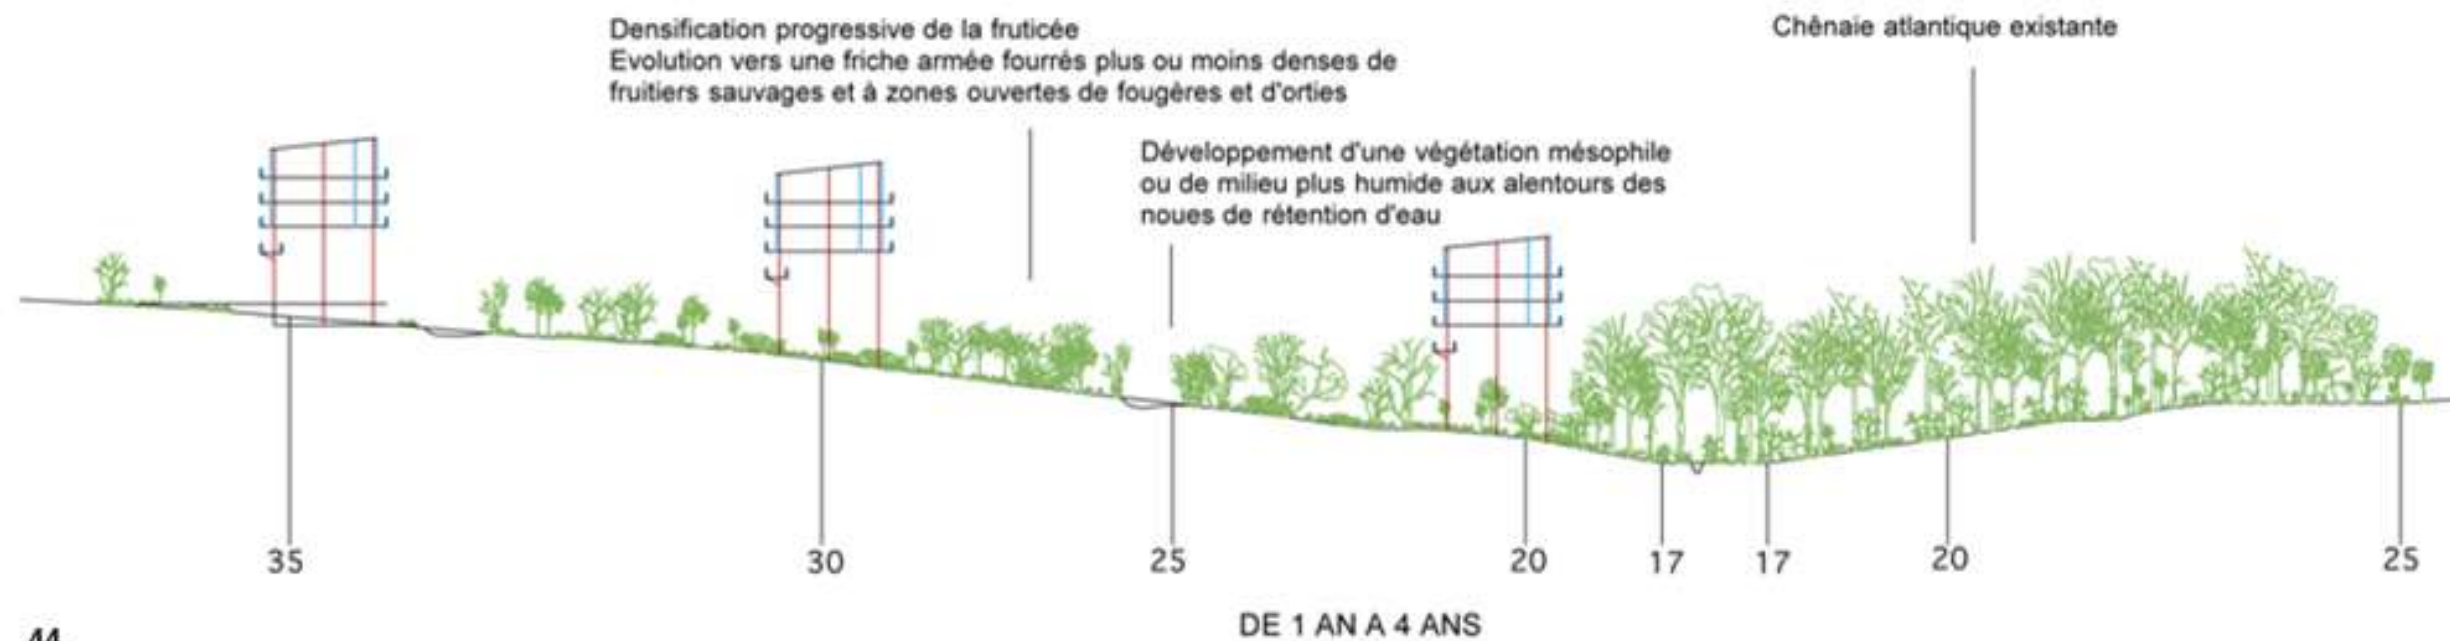 Densification progressive de la fruticée
Evolution vers une friche armée fourrés plus ou moins denses de
fruitiers sauvages et à zones ouvertes de fougères et d'orties
Chênaie atlantique existante
Développement d'une végétation mésophile
ou de milieu plus humide aux alentours des
noues de rétention d'eau
35 30 25 20 17 17 20 25
DE 1 AN A 4 ANS
44